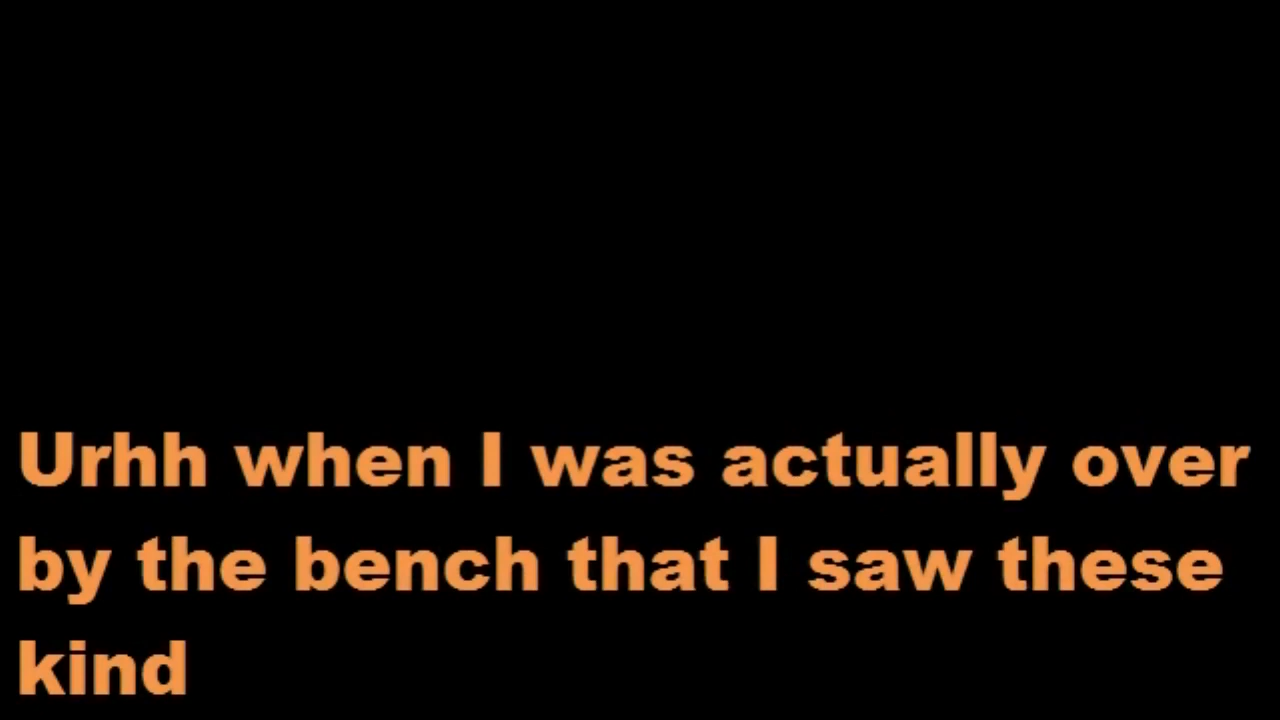 Urhh when I was actually over
by the bench that I saw these
kind